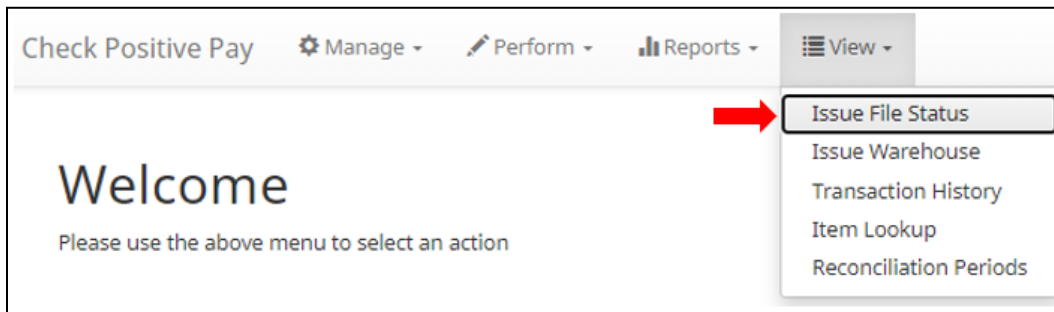 Check Positive Pay Manage Perform Reports View
Issue File Status
Issue Warehouse
Transaction History
Item Lookup
Reconciliation Periods
Welcome
Please use the above menu to select an action